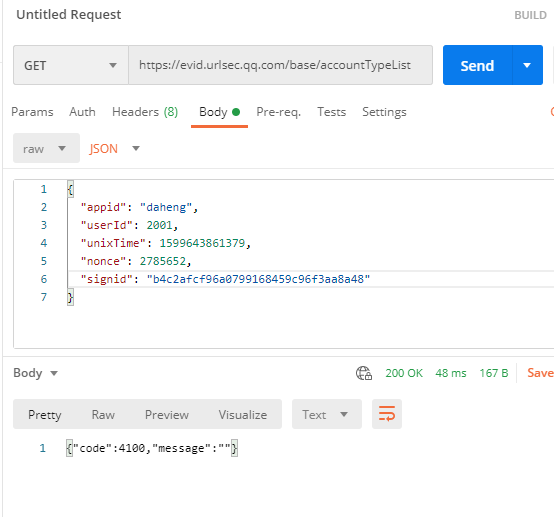 Untitled Request BUILD
GET https://evid.urlsec.qq.com/base/accountTypeList Send
Params Auth Headers (8) Body Pre-req. Tests Settings
raw JSON
1 {
2 "appid": "daheng",
3 "userId": 2001,
4 "unixTime": 1599643861379,
5 "nonce": 2785652,
6 "signid": "b4c2afcf96a0799168459c96f3aa8a48"
7 }
Body 200 OK 48 ms 167 B Save
Pretty Raw Preview Visualize Text
1 {"code":4100,"message":""}